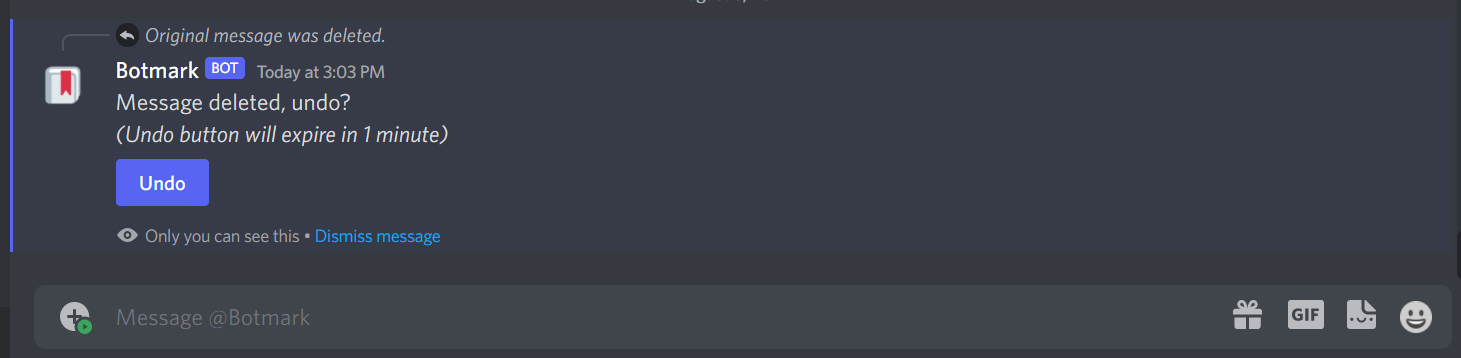 Original message was deleted.
Botmark BOT Today at 3:03 PM
Message deleted, undo?
(Undo button will expire in 1 minute)
Undo
Only you can see this • Dismiss message
Message @Botmark
GIF